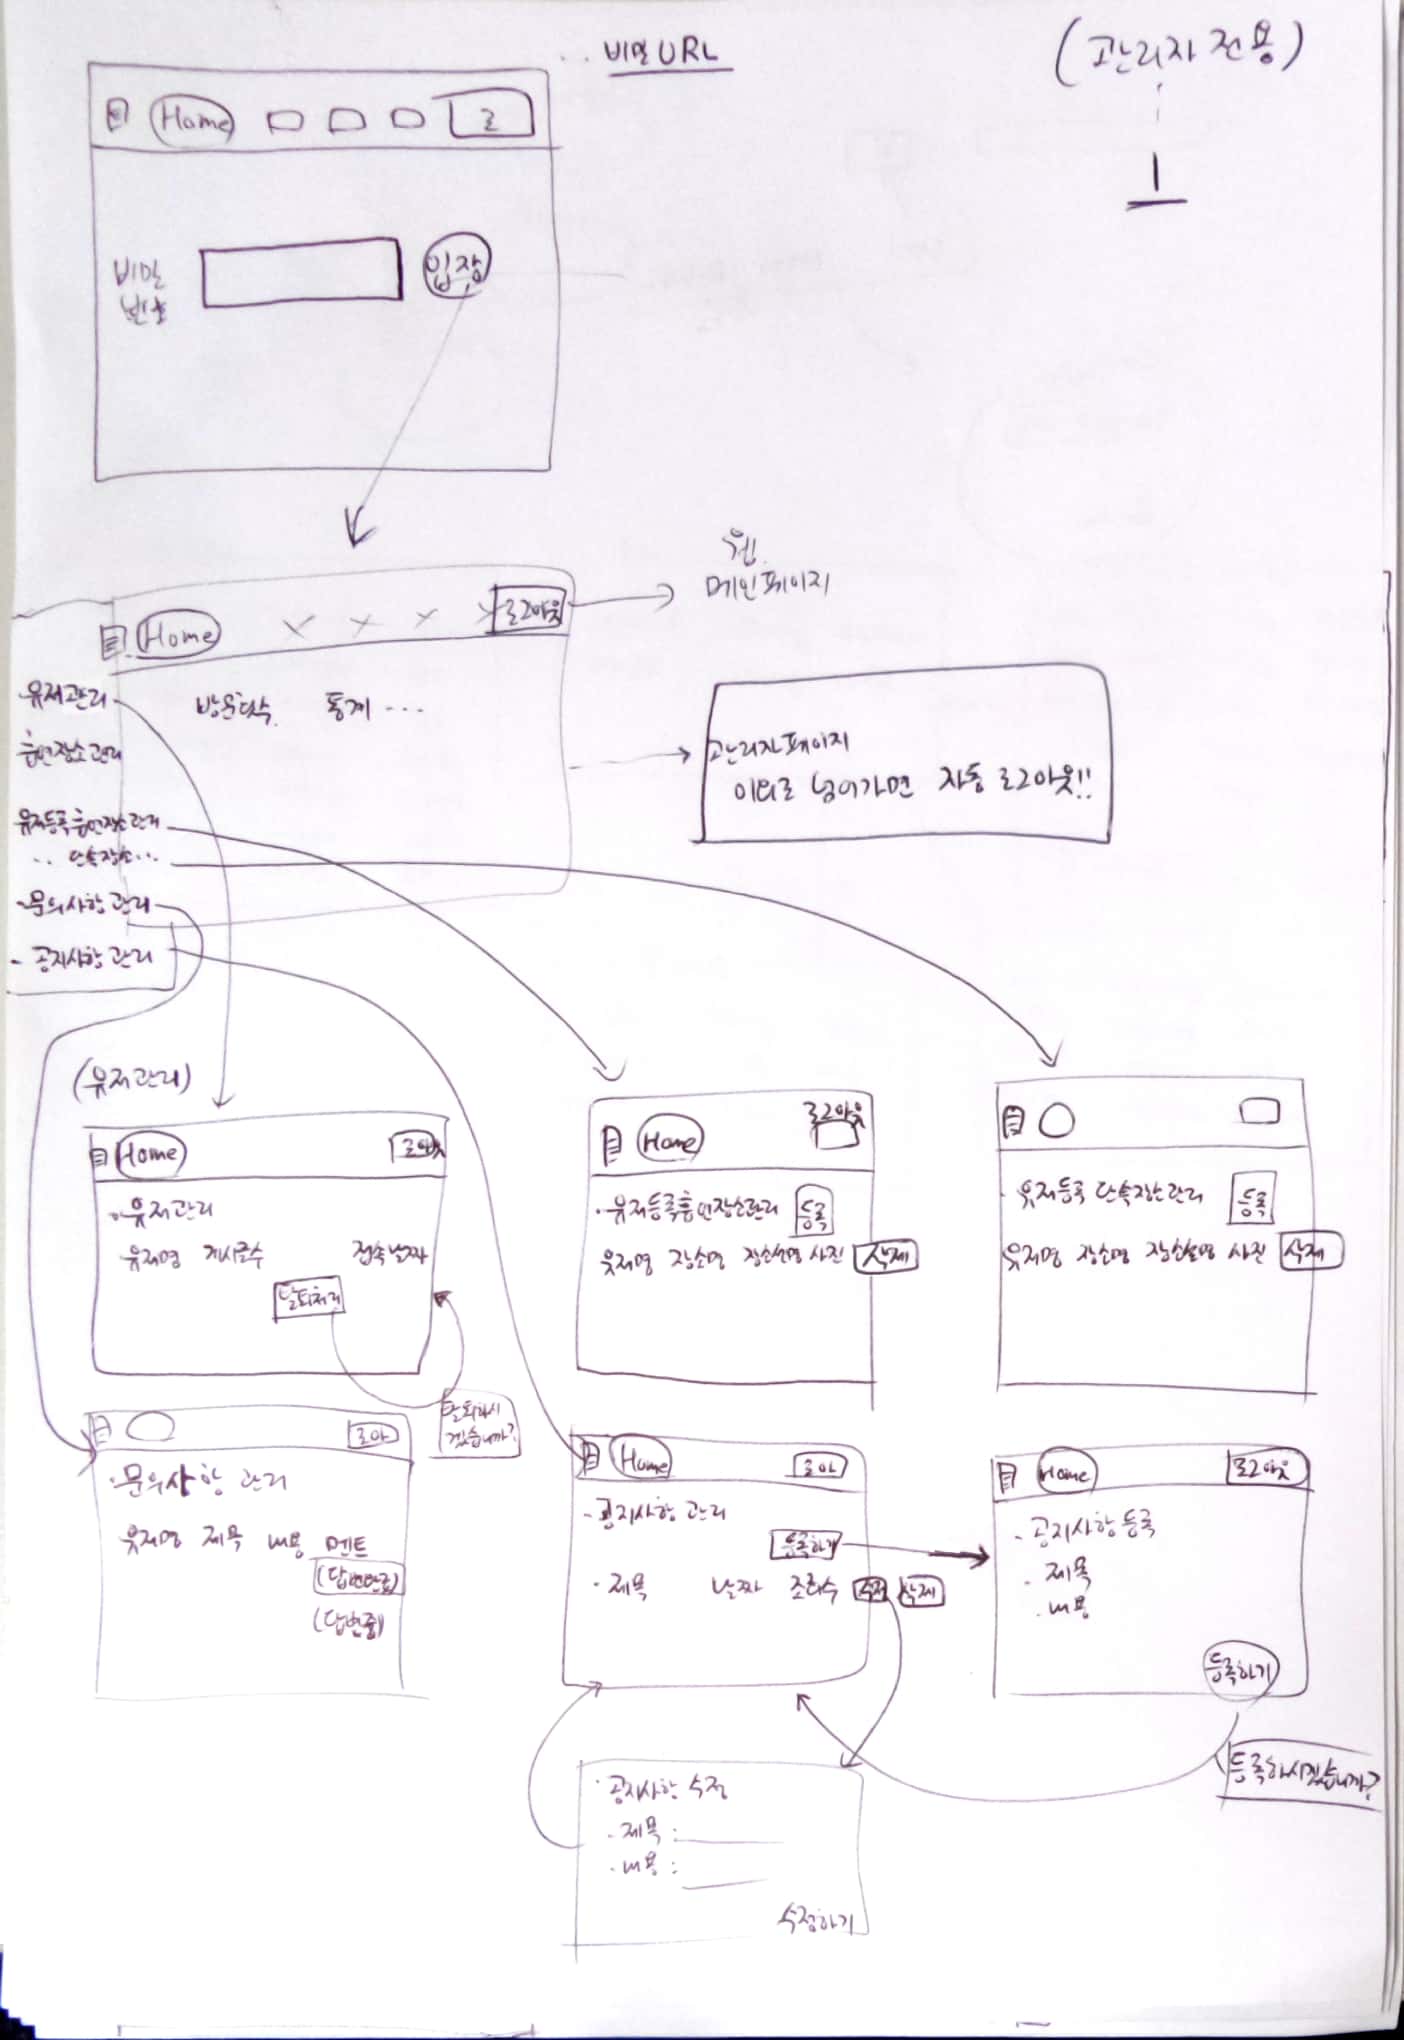 비밀 URL
(관리자 전용)
1
Home
로
비밀
번호
입장
웹
메인페이지
Home
로그아웃
방문자수 통계 ...
유저관리
흡연장소관리
유저등록흡연장소관리
.. 단속장소...
문의사항 관리
- 공지사항 관리
관리자페이지
이외로 넘어가면 자동 로그아웃!!
(유저관리)
Home
로그아웃
유저관리
유저명 게시글수 접속날짜
탈퇴처리
탈퇴하시
겠습니까?
Home
로그아웃
유저등록흡연장소관리
등록
유저명 장소명 장소설명 사진 삭제
유저등록 단속장소관리
등록
유저명 장소명 장소설명 사진 삭제
로아
문의사항 관리
유저명 제목 내용 멘트
(답변완료)
(답변중)
Home
로아
- 공지사항 관리
등록하기
제목 날짜 조회수 수정 삭제
Home
로그아웃
- 공지사항 등록
. 제목
. 내용
등록하기
등록하시겠습니까?
공지사항 수정
. 제목 :
. 내용 :
수정하기